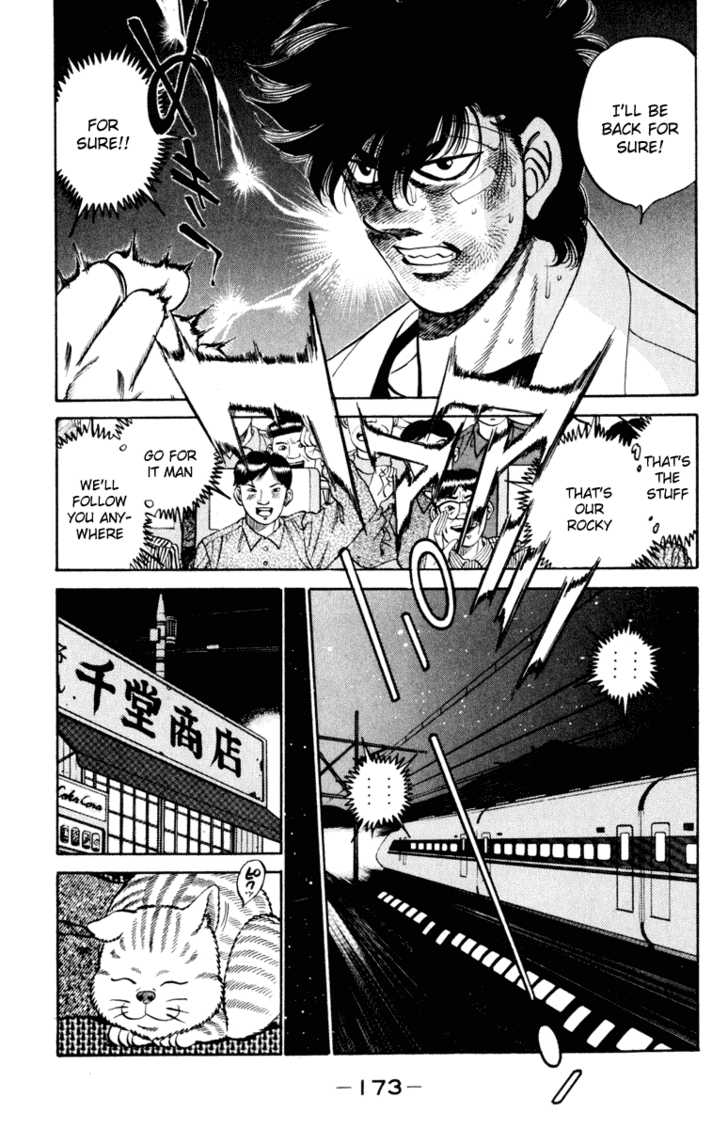 I'LL BE
BACK FOR
SURE!
FOR
SURE!!
THAT'S
THE
STUFF
THAT'S
OUR
ROCKY
GO FOR
IT MAN
WE'LL
FOLLOW
YOU ANY-
WHERE
千堂商店
-173-